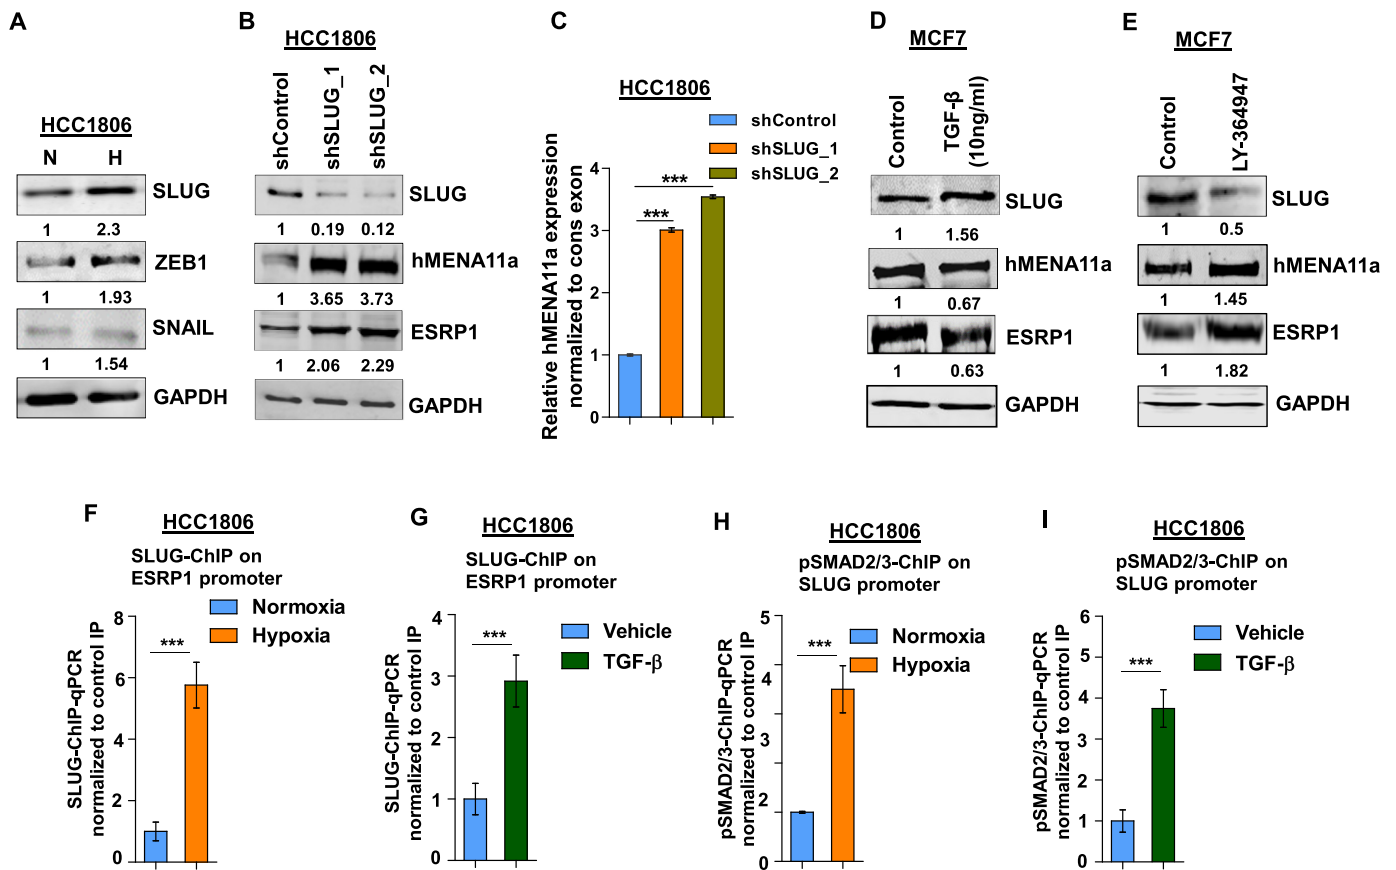 A
HCC1806
N H
SLUG
1 2.3
ZEB1
1 1.93
SNAIL
1 1.54
GAPDH
B
HCC1806
shControl
shSLUG_1
shSLUG_2
SLUG
1 0.19 0.12
hMENA11a
1 3.65 3.73
ESRP1
1 2.06 2.29
GAPDH
C
HCC1806
shControl
shSLUG_1
shSLUG_2
Relative hMENA11a expression
normalized to cons exon
4
3
2
1
0
***
***
D
MCF7
Control
TGF-β
(10ng/ml)
SLUG
1 1.56
hMENA11a
1 0.67
ESRP1
1 0.63
GAPDH
E
MCF7
Control
LY-364947
SLUG
1 0.5
hMENA11a
1 1.45
ESRP1
1 1.82
GAPDH
F
HCC1806
SLUG-ChIP on
ESRP1 promoter
Normoxia
Hypoxia
SLUG-ChIP-qPCR
normalized to control IP
8
6
4
2
0
***
G
HCC1806
SLUG-ChIP on
ESRP1 promoter
Vehicle
TGF-β
SLUG-ChIP-qPCR
normalized to control IP
4
3
2
1
0
***
H
HCC1806
pSMAD2/3-ChIP on
SLUG promoter
Normoxia
Hypoxia
pSMAD2/3-ChIP-qPCR
normalized to control IP
5
4
3
2
2
0
***
I
HCC1806
pSMAD2/3-ChIP on
SLUG promoter
Vehicle
TGF-β
pSMAD2/3-ChIP-qPCR
normalized to control IP
6
5
4
3
2
1
0
***